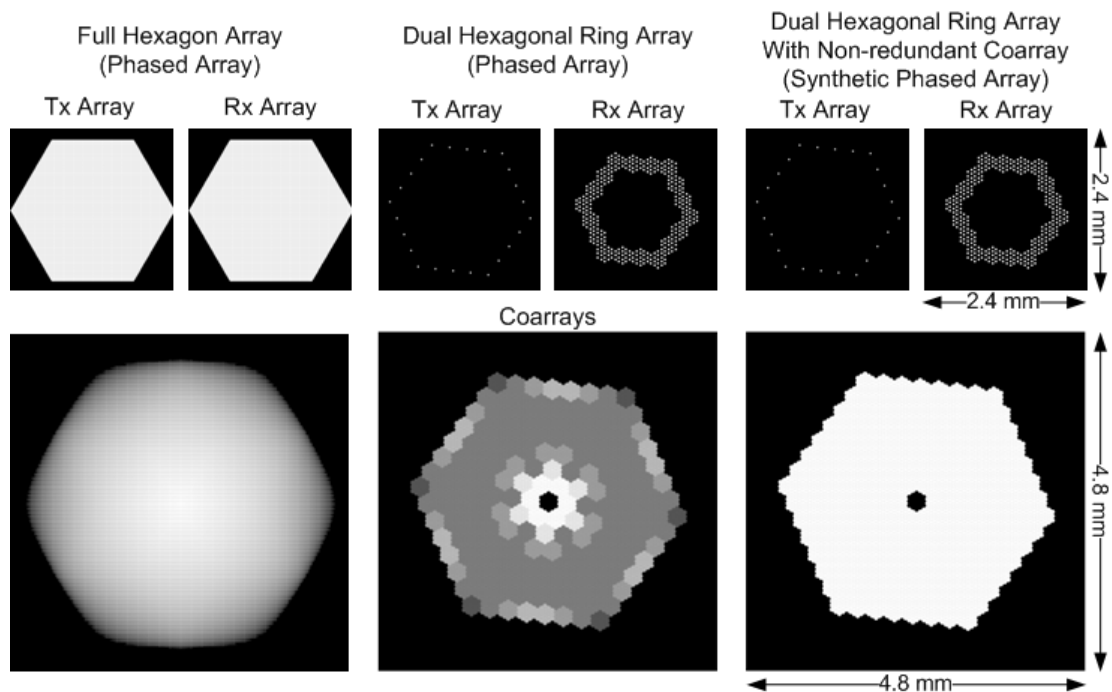 Full Hexagon Array
(Phased Array)
Tx Array
Rx Array
Dual Hexagonal Ring Array
(Phased Array)
Tx Array
Rx Array
Dual Hexagonal Ring Array
With Non-redundant Coarray
(Synthetic Phased Array)
Tx Array
Rx Array
2.4 mm
2.4 mm
Coarrays
4.8 mm
4.8 mm